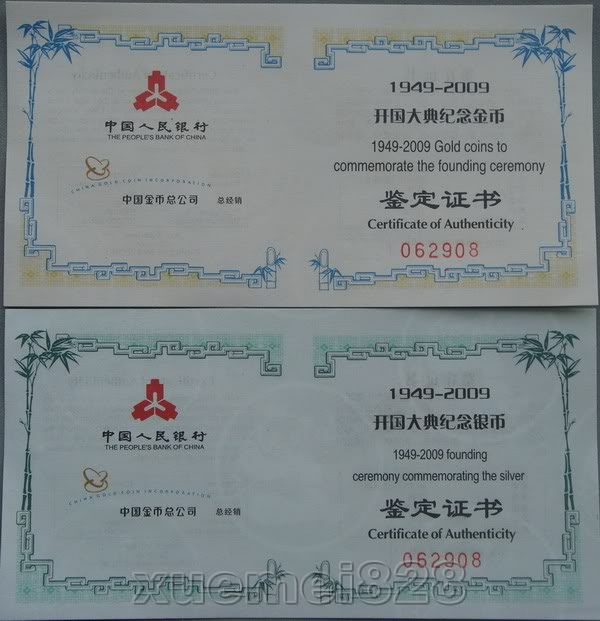 中国人民银行
THE PEOPLE'S BANK OF CHINA
CHINA GOLD COIN INCORPORATION
中国金币总公司 总经销
1949-2009
开国大典纪念金币
1949-2009 Gold coins to
commemorate the founding ceremony
鉴定证书
Certificate of Authenticity
062908
中国人民银行
THE PEOPLE'S BANK OF CHINA
CHINA GOLD COIN INCORPORATION
中国金币总公司 总经销
1949-2009
开国大典纪念银币
1949-2009 founding
ceremony commemorating the silver
鉴定证书
Certificate of Authenticity
062908
xuemei828